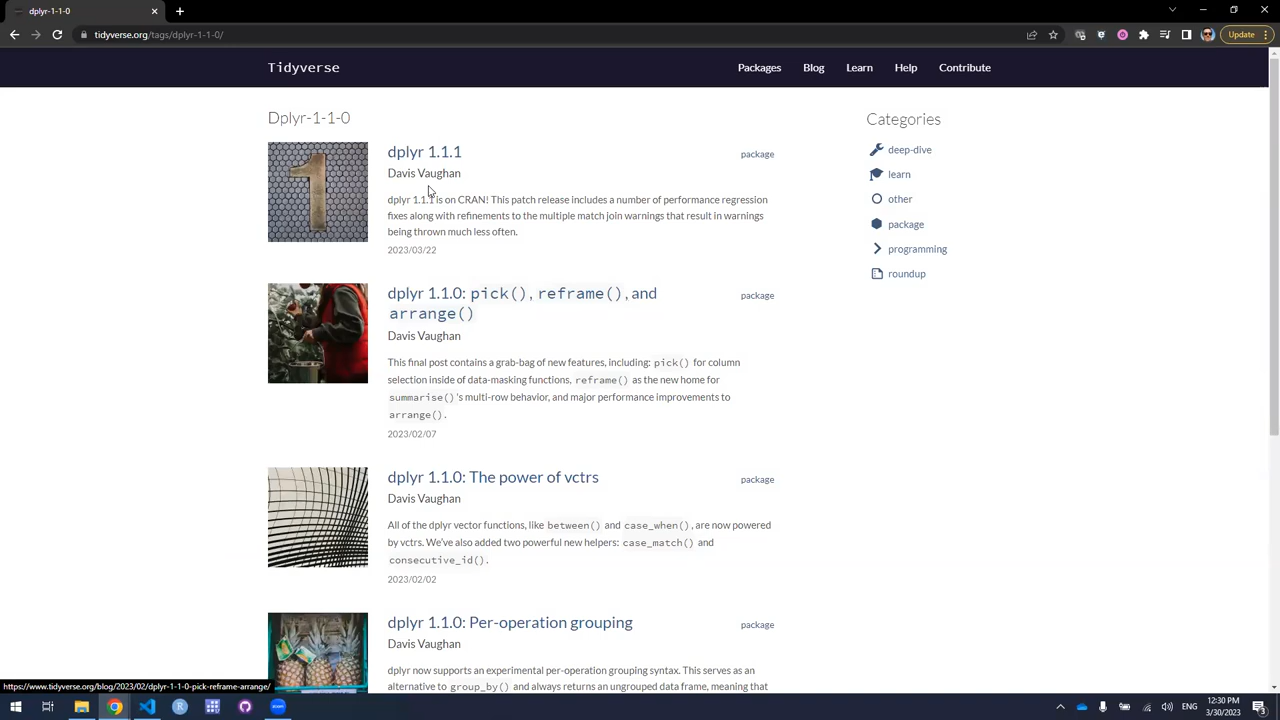 dplyr-1-1-0
tidyverse.org/tags/dplyr-1-1-0/
Update
Tidyverse
Packages
Blog
Learn
Help
Contribute
Dplyr-1-1-0
dplyr 1.1.1
package
Davis Vaughan
dplyr 1.1.1 is on CRAN! This patch release includes a number of performance regression
fixes along with refinements to the multiple match join warnings that result in warnings
being thrown much less often.
2023/03/22
dplyr 1.1.0: pick(), reframe(), and
arrange()
package
Davis Vaughan
This final post contains a grab-bag of new features, including: pick() for column
selection inside of data-masking functions, reframe() as the new home for
summarise()'s multi-row behavior, and major performance improvements to
arrange().
2023/02/07
dplyr 1.1.0: The power of vctrs
package
Davis Vaughan
All of the dplyr vector functions, like between() and case_when(), are now powered
by vctrs. We've also added two powerful new helpers: case_match() and
consecutive_id().
2023/02/02
dplyr 1.1.0: Per-operation grouping
package
Davis Vaughan
dplyr now supports an experimental per-operation grouping syntax. This serves as an
alternative to group_by() and always returns an ungrouped data frame, meaning that
Categories
deep-dive
learn
other
package
programming
roundup
https://www.tidyverse.org/blog/2023/02/dplyr-1-1-0-pick-reframe-arrange/
zoom
12:30 PM
3/30/2023
3